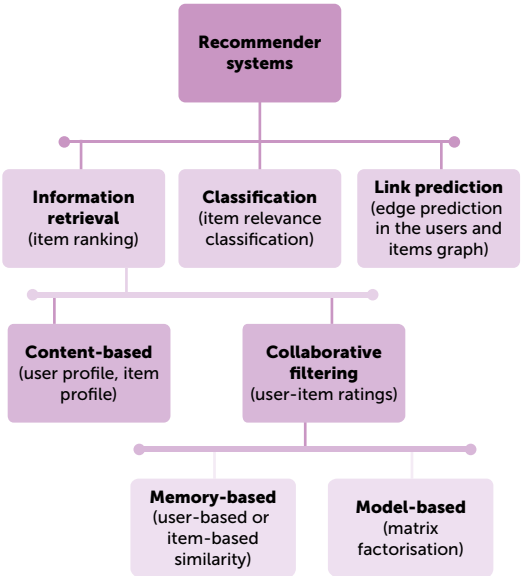 Recommender
systems
Information
retrieval
(item ranking)
Classification
(item relevance
classification)
Link prediction
(edge prediction
in the users and
items graph)
Content-based
(user profile, item
profile)
Collaborative
filtering
(user-item ratings)
Memory-based
(user-based or
item-based
similarity)
Model-based
(matrix
factorisation)